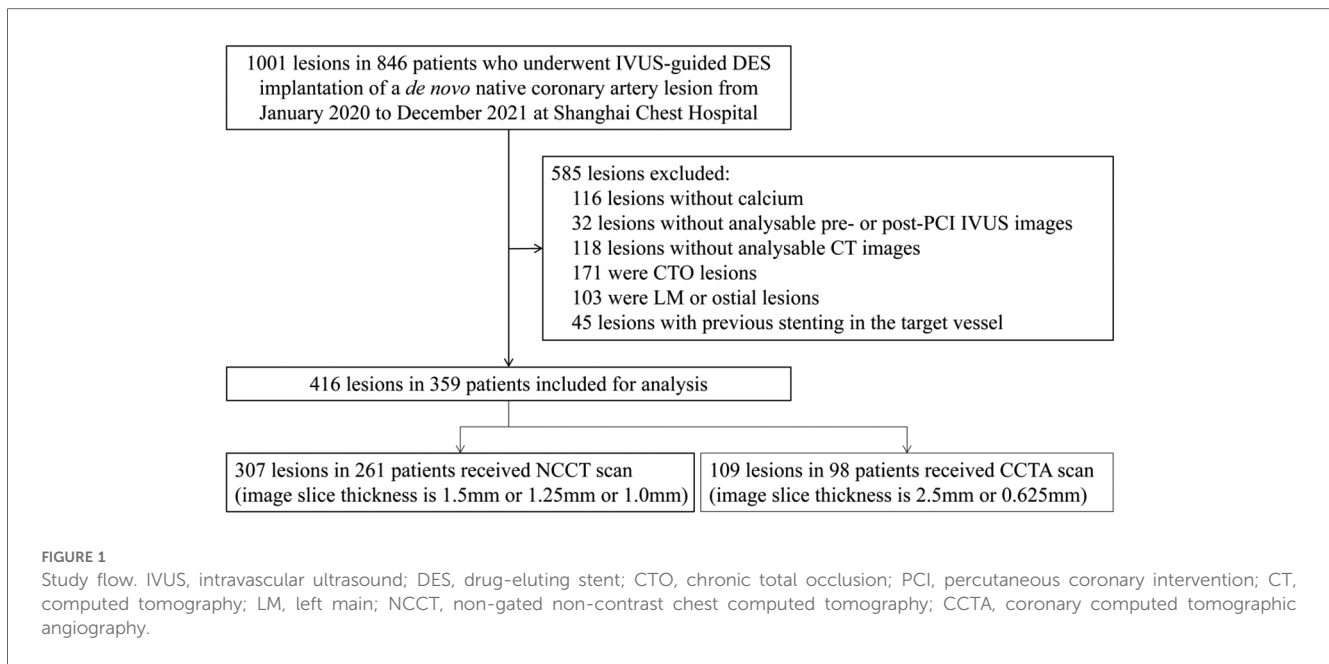 1001 lesions in 846 patients who underwent IVUS-guided DES
implantation of a de novo native coronary artery lesion from
January 2020 to December 2021 at Shanghai Chest Hospital
585 lesions excluded:
116 lesions without calcium
32 lesions without analysable pre- or post-PCI IVUS images
118 lesions without analysable CT images
171 were CTO lesions
103 were LM or ostial lesions
45 lesions with previous stenting in the target vessel
416 lesions in 359 patients included for analysis
307 lesions in 261 patients received NCCT scan
(image slice thickness is 1.5mm or 1.25mm or 1.0mm)
109 lesions in 98 patients received CCTA scan
(image slice thickness is 2.5mm or 0.625mm)
FIGURE 1
Study flow. IVUS, intravascular ultrasound; DES, drug-eluting stent; CTO, chronic total occlusion; PCI, percutaneous coronary intervention; CT,
computed tomography; LM, left main; NCCT, non-gated non-contrast chest computed tomography; CCTA, coronary computed tomographic
angiography.